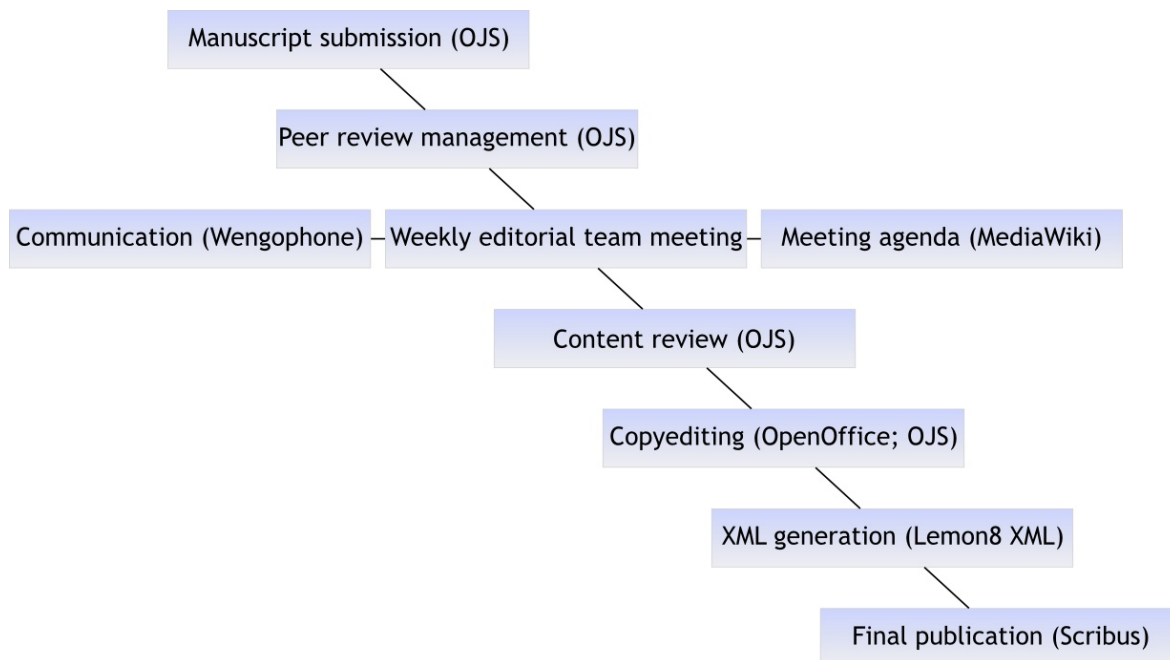 Manuscript submission (OJS)
Peer review management (OJS)
Communication (Wengophone)
Weekly editorial team meeting
Meeting agenda (MediaWiki)
Content review (OJS)
Copyediting (OpenOffice; OJS)
XML generation (Lemon8 XML)
Final publication (Scribus)